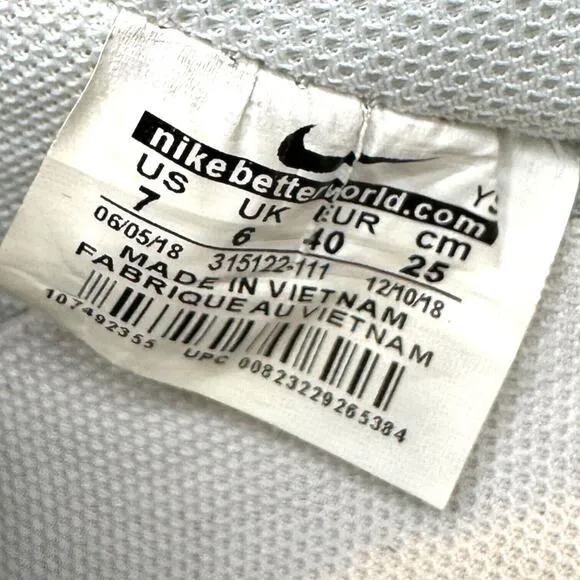 nikebetterworld.com
YS
US UK EUR cm
7 6 40 25
06/05/18 315122-111 12/10/18
MADE IN VIETNAM
FABRIQUE AU VIETNAM
107492355 UPC 00823229265384